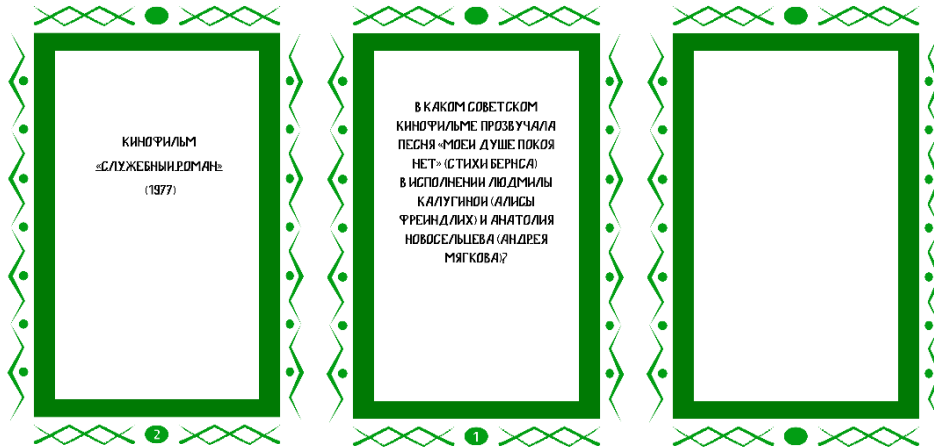 КИНОФИЛЬМ
«СЛУЖЕБНЫЙ РОМАН»
(1977)
2
В КАКОМ СОВЕТСКОМ
КИНОФИЛЬМЕ ПРОЗВУЧАЛА
ПЕСНЯ «МОЕЙ ДУШЕ ПОКОЯ
НЕТ» (СТИХИ БЕРНСА)
В ИСПОЛНЕНИИ ЛЮДМИЛЫ
КАЛУГИНОЙ (АЛИСЫ
ФРЕЙНДЛИХ) И АНАТОЛИЯ
НОВОСЕЛЬЦЕВА (АНДРЕЯ
МЯГКОВА)?
1